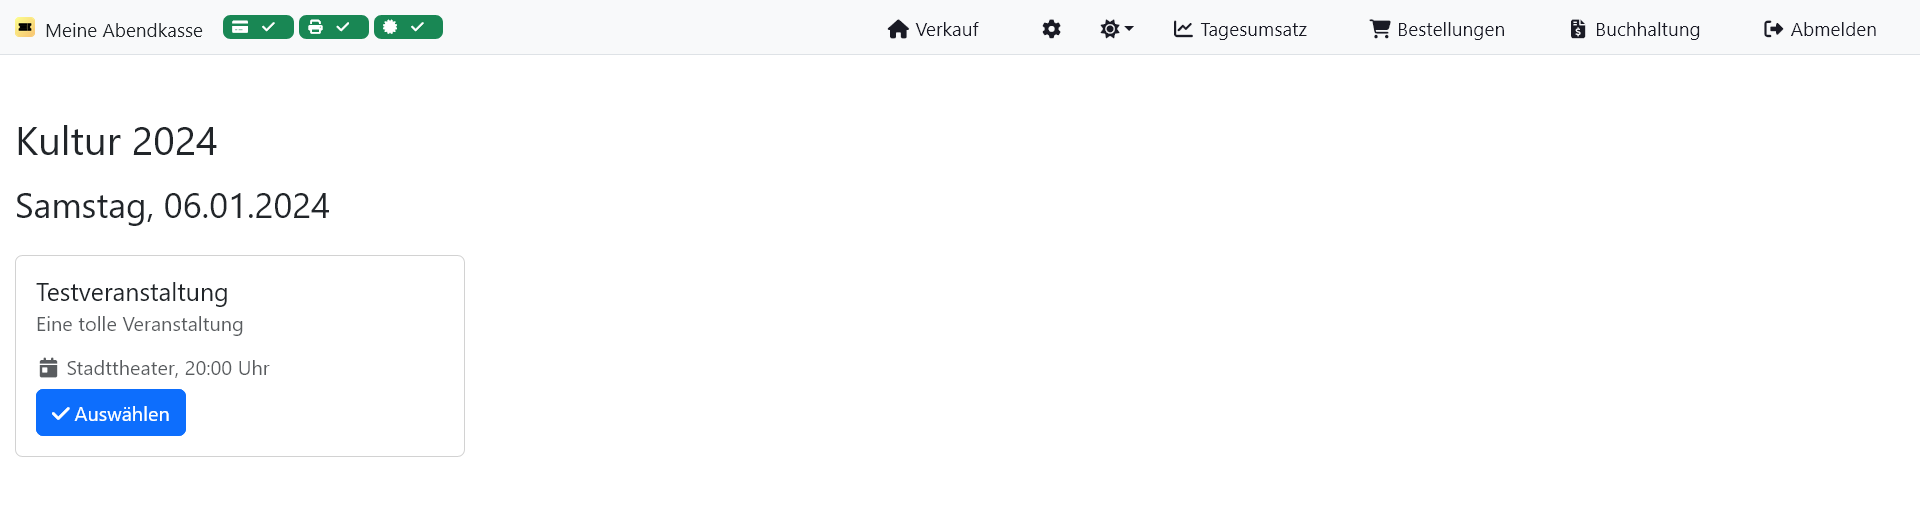 Meine Abendkasse Verkauf Tagesumsatz Bestellungen Buchhaltung Abmelden
Kultur 2024
Samstag, 06.01.2024
Testveranstaltung
Eine tolle Veranstaltung
Stadttheater, 20:00 Uhr
Auswählen